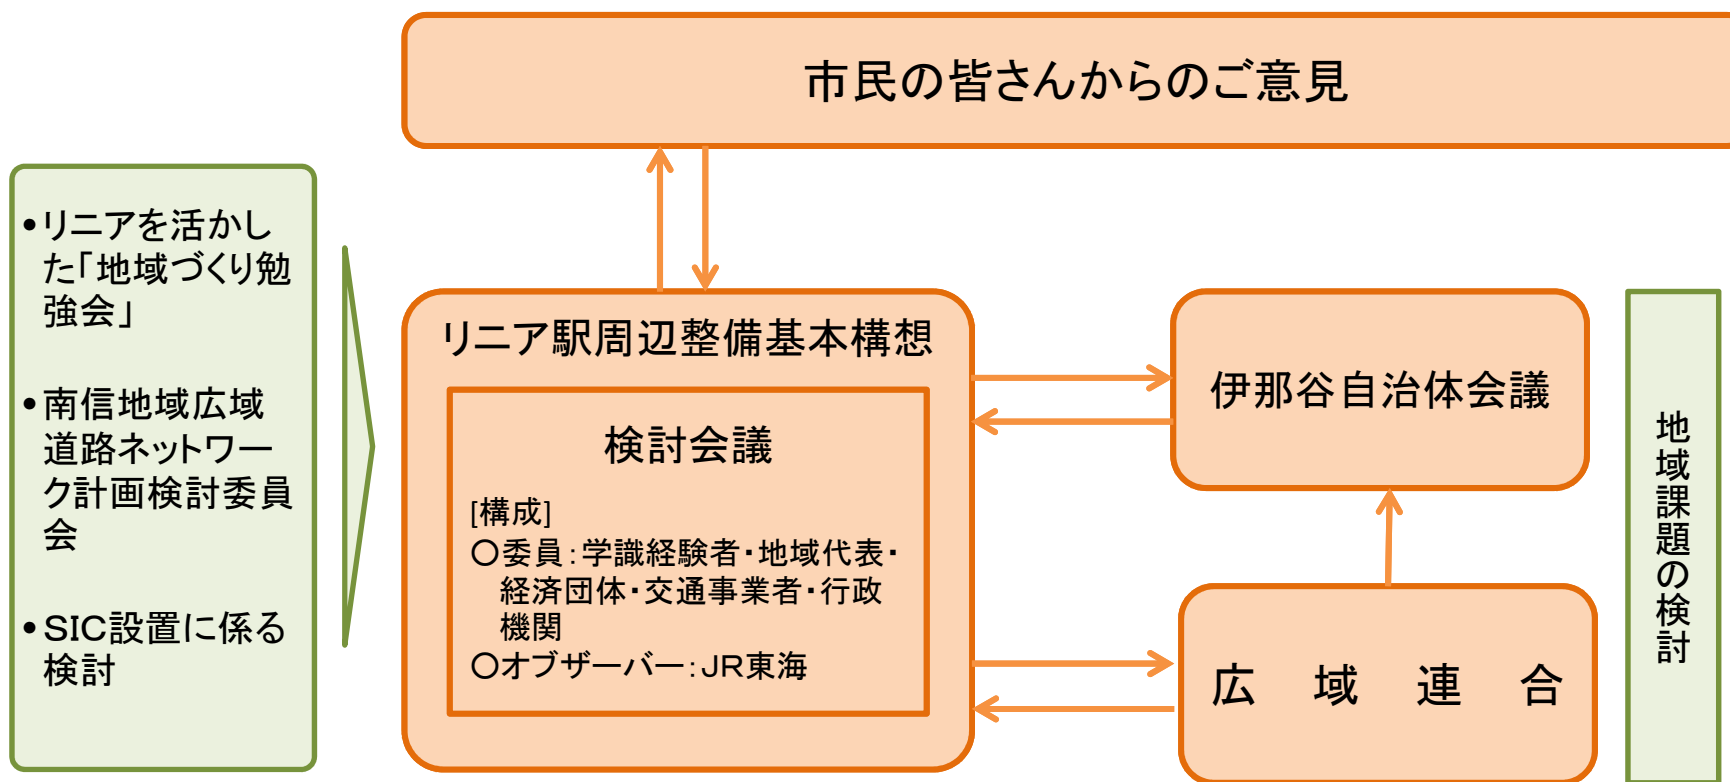 市民の皆さんからのご意見
•リニアを活かし
た「地域づくり勉
強会」
•南信地域広域
道路ネットワー
ク計画検討委員
会
•SIC設置に係る
検討
リニア駅周辺整備基本構想
検討会議
[構成]
○委員:学識経験者・地域代表・
経済団体・交通事業者・行政
機関
○オブザーバー:JR東海
伊那谷自治体会議
広 域 連 合
地域課題の検討